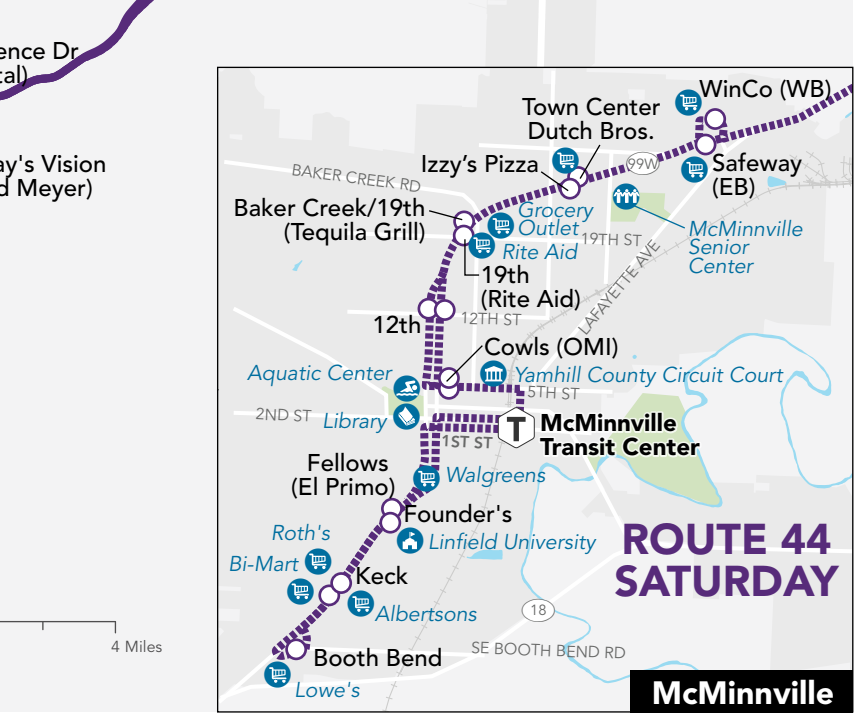 ence Dr
tal)
ay's Vision
d Meyer)
4 Miles
WinCo (WB)
Town Center
Dutch Bros.
99W
Izzy's Pizza
Safeway
(EB)
BAKER CREEK RD
Baker Creek/19th
(Tequila Grill)
Grocery
Outlet
19TH ST
Rite Aid
McMinnville
Senior
Center
LAFAYETTE AVE
19th
(Rite Aid)
12th
12TH ST
Cowls (OMI)
Aquatic Center
Yamhill County Circuit Court
5TH ST
2ND ST
Library
T
McMinnville
Transit Center
1ST ST
Fellows
(El Primo)
Walgreens
Founder's
Linfield University
Roth's
Bi-Mart
Keck
Albertsons
ROUTE 44
SATURDAY
18
Booth Bend
SE BOOTH BEND RD
Lowe's
McMinnville